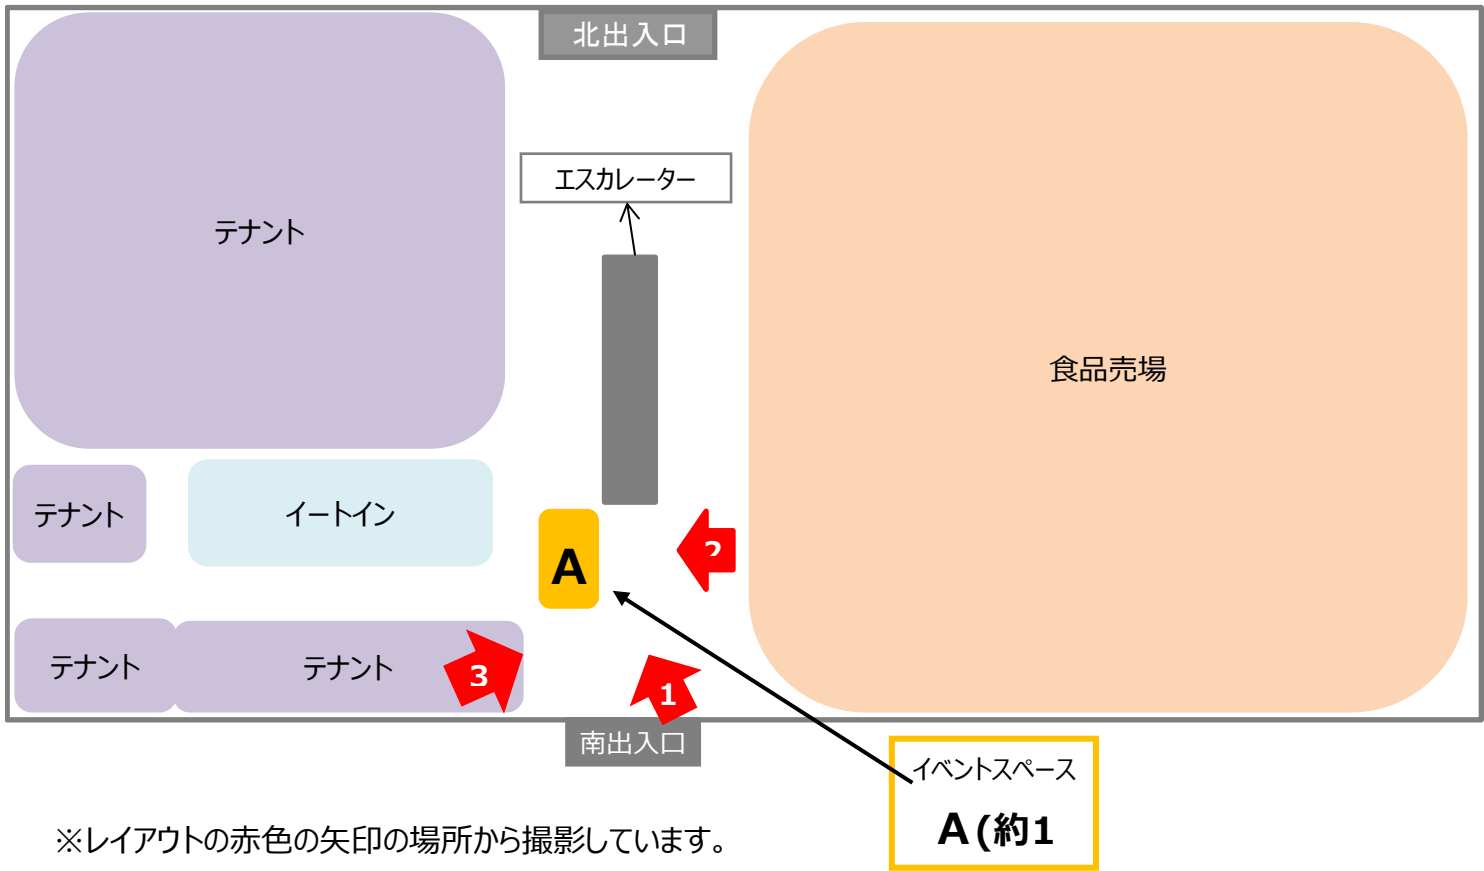 北出入口
エスカレーター
テナント
食品売場
テナント
イートイン
A
2
テナント
テナント
3
1
南出入口
イベントスペース
A(約1
※レイアウトの赤色の矢印の場所から撮影しています。